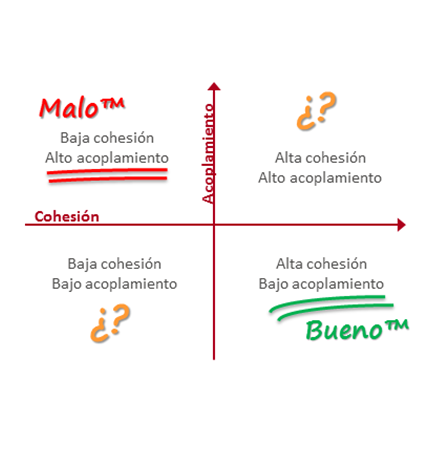 Malo™
Baja cohesión
Alto acoplamiento
Acoplamiento
¿?
Alta cohesión
Alto acoplamiento
Cohesión
Baja cohesión
Bajo acoplamiento
¿?
Alta cohesión
Bajo acoplamiento
Bueno™